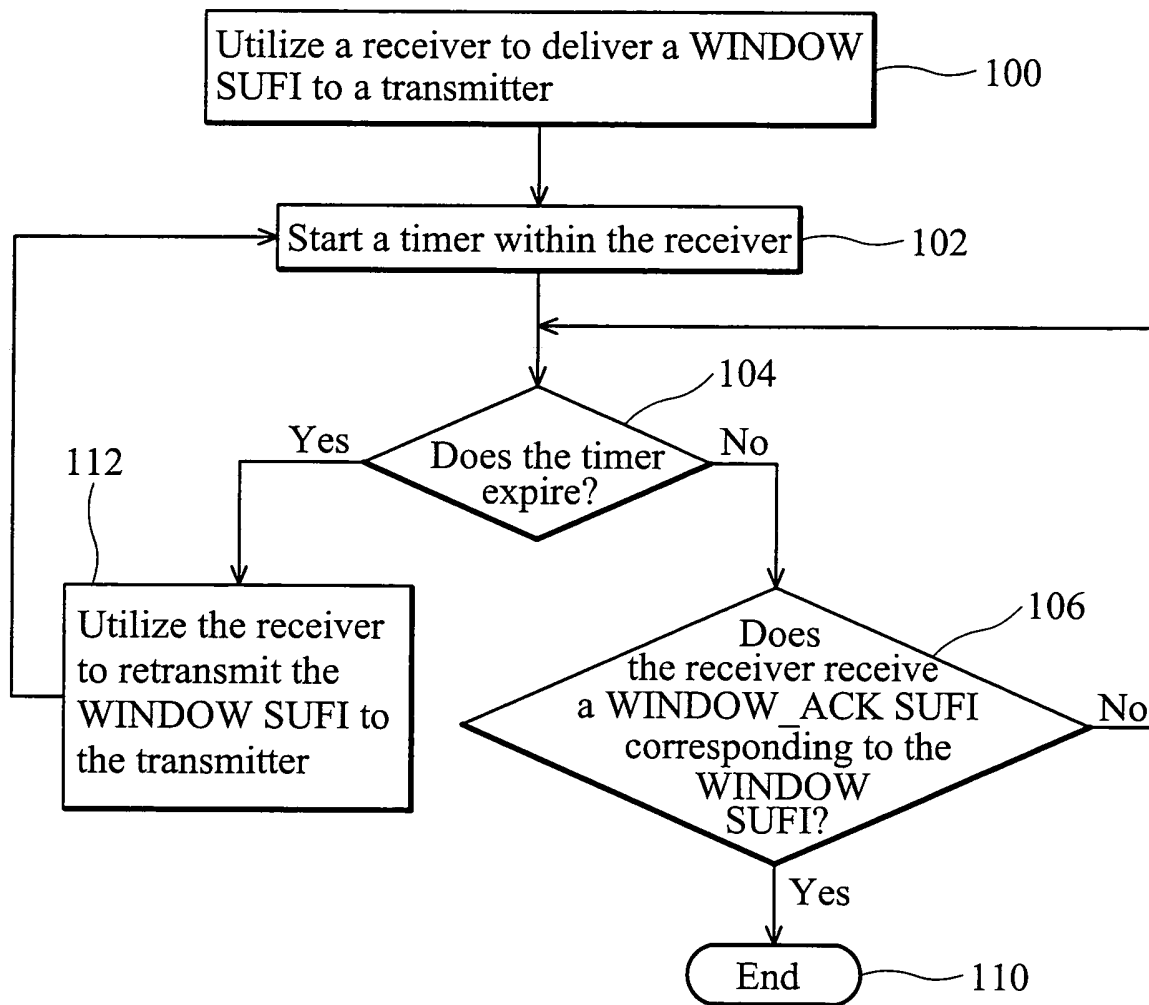 Utilize a receiver to deliver a WINDOW
SUFI to a transmitter
100
Start a timer within the receiver
102
104
Yes
No
Does the timer
expire?
112
Utilize the receiver
to retransmit the
WINDOW SUFI to
the transmitter
106
Does
the receiver receive
a WINDOW_ACK SUFI
corresponding to the
WINDOW
SUFI?
No
Yes
End
110